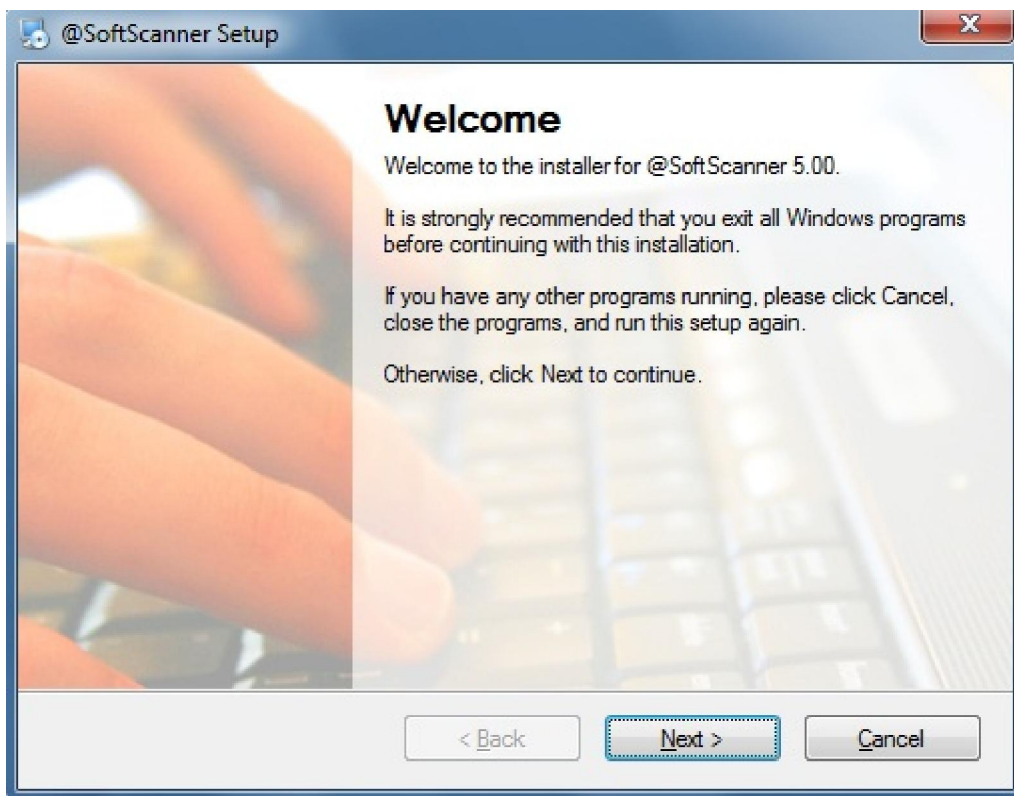 @SoftScanner Setup
Welcome
Welcome to the installer for @SoftScanner 5.00.
It is strongly recommended that you exit all Windows programs
before continuing with this installation.
If you have any other programs running, please click Cancel,
close the programs, and run this setup again.
Otherwise, click Next to continue.
< Back
Next >
Cancel